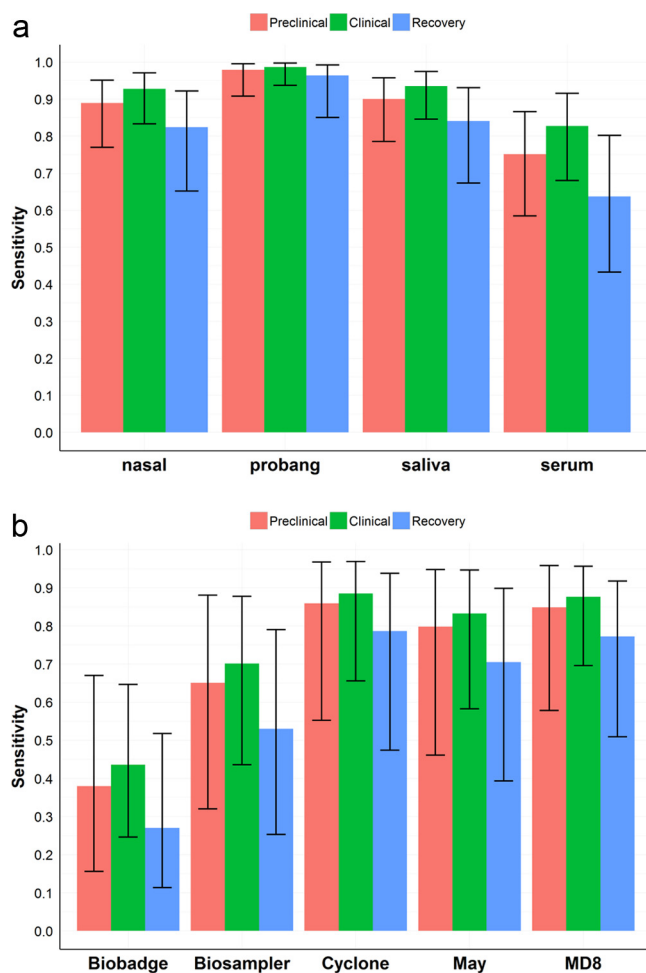 a
Preclinical Clinical Recovery
1.0
0.9
0.8
0.7
0.6
0.5
0.4
0.3
0.2
0.1
0.0
Sensitivity
nasal probang saliva serum
b
Preclinical Clinical Recovery
1.0
0.9
0.8
0.7
0.6
0.5
0.4
0.3
0.2
0.1
0.0
Sensitivity
Biobadge Biosampler Cyclone May MD8